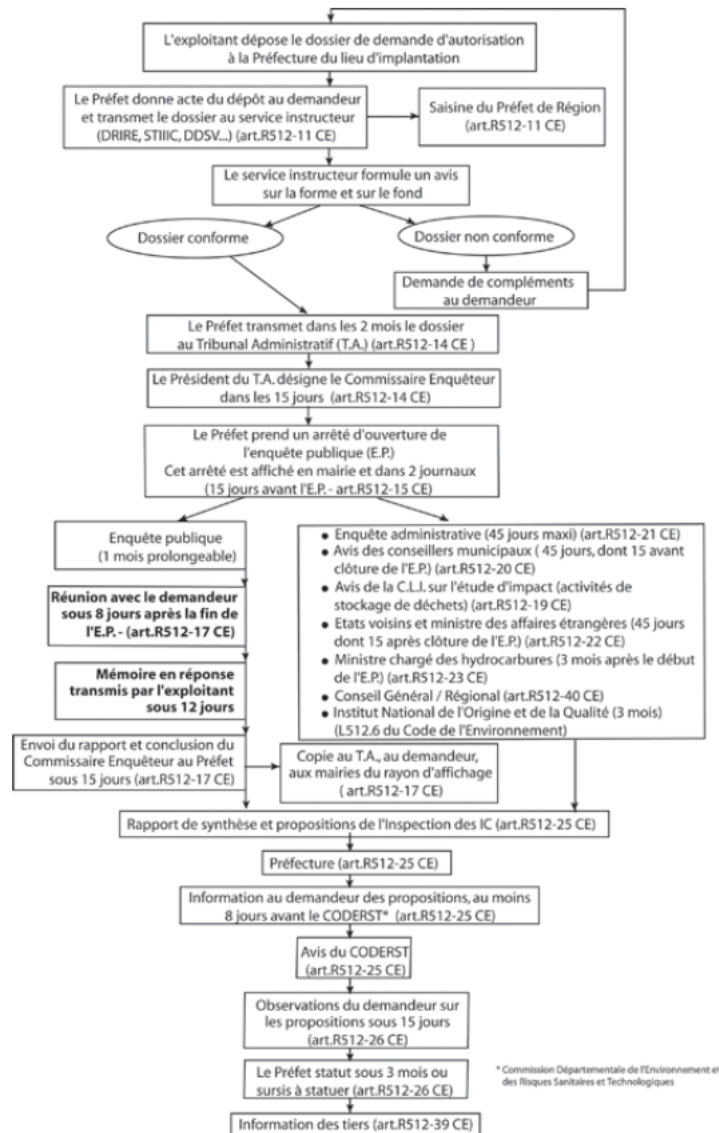 L'exploitant dépose le dossier de demande d'autorisation
à la Préfecture du lieu d'implantation
Le Préfet donne acte du dépôt au demandeur
et transmet le dossier au service instructeur
(DRIRE, STIIIC, DDSV...) (art.R512-11 CE)
Saisine du Préfet de Région
(art.R512-11 CE)
Le service instructeur formule un avis
sur la forme et sur le fond
Dossier conforme
Dossier non conforme
Demande de compléments
au demandeur
Le Préfet transmet dans les 2 mois le dossier
au Tribunal Administratif (T.A.) (art.R512-14 CE )
Le Président du T.A. désigne le Commissaire Enquêteur
dans les 15 jours (art.R512-14 CE)
Le Préfet prend un arrêté d'ouverture de
l'enquête publique (E.P.)
Cet arrêté est affiché en mairie et dans 2 journaux
(15 jours avant l'E.P. - art.R512-15 CE)
Enquête publique
(1 mois prolongeable)
Réunion avec le demandeur
sous 8 jours après la fin de
l'E.P. - (art.R512-17 CE)
Mémoire en réponse
transmis par l'exploitant
sous 12 jours
Envoi du rapport et conclusion du
Commissaire Enquêteur au Préfet
sous 15 jours (art.R512-17 CE)
• Enquête administrative (45 jours maxi) (art.R512-21 CE)
• Avis des conseillers municipaux ( 45 jours, dont 15 avant
clôture de l'E.P.) (art.R512-20 CE)
• Avis de la C.L.I. sur l'étude d'impact (activités de
stockage de déchets) (art.R512-19 CE)
• Etats voisins et ministre des affaires étrangères (45 jours
dont 15 après clôture de l'E.P.) (art.R512-22 CE)
• Ministre chargé des hydrocarbures (3 mois après le début
de l'E.P.) (art.R512-23 CE)
• Conseil Général / Régional (art.R512-40 CE)
• Institut National de l'Origine et de la Qualité (3 mois)
(L512.6 du Code de l'Environnement)
Copie au T.A., au demandeur,
aux mairies du rayon d'affichage
( art.R512-17 CE)
Rapport de synthèse et propositions de l'Inspection des IC (art.R512-25 CE)
Préfecture (art.R512-25 CE)
Information au demandeur des propositions, au moins
8 jours avant le CODERST* (art.R512-25 CE)
Avis du CODERST
(art.R512-25 CE)
Observations du demandeur sur
les propositions sous 15 jours
(art.R512-26 CE)
Le Préfet statut sous 3 mois ou
sursis à statuer (art.R512-26 CE)
* Commission Départementale de l'Environnement et
des Risques Sanitaires et Technologiques
Information des tiers (art.R512-39 CE)